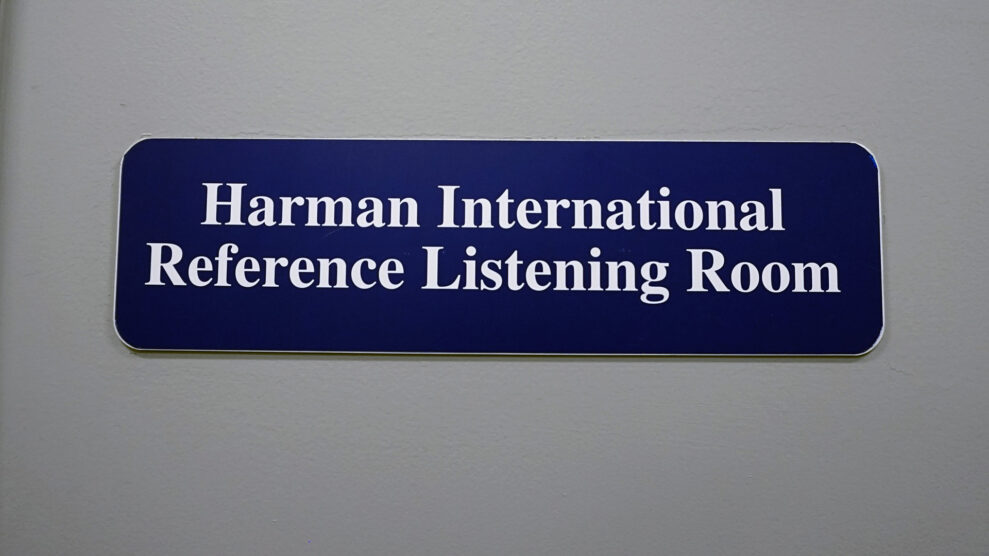 Harman International
Reference Listening Room